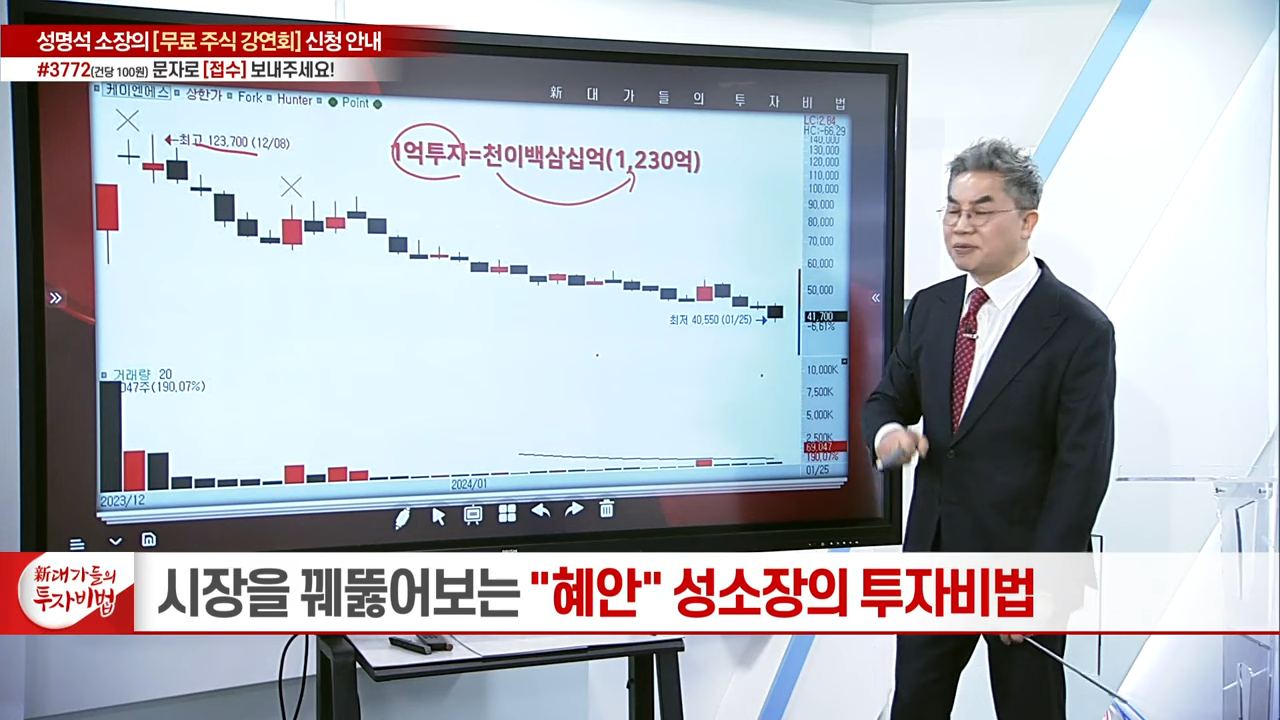 성명석 소장의 [무료 주식 강연회] 신청 안내
#3772(건당 100원) 문자로 [접수] 보내주세요!
케이엔에스 상한가 Fork Hunter Point
新 대 가 들 의 투 자 비 법
LC:2.84
HC:-66.29
최고 123,700 (12/08)
1억투자=천이백삼십억(1,230억)
140,000
130,000
120,000
110,000
100,000
90,000
80,000
70,000
60,000
50,000
41,700
-6.61%
최저 40,550 (01/25)
거래량 20
047주(190.07%)
10,000K
7,500K
5,000K
2,500K
69,047
190.07%
2023/12
2024/01
01/25
新대가들의
투자비법
시장을 꿰뚫어보는 "혜안" 성소장의 투자비법